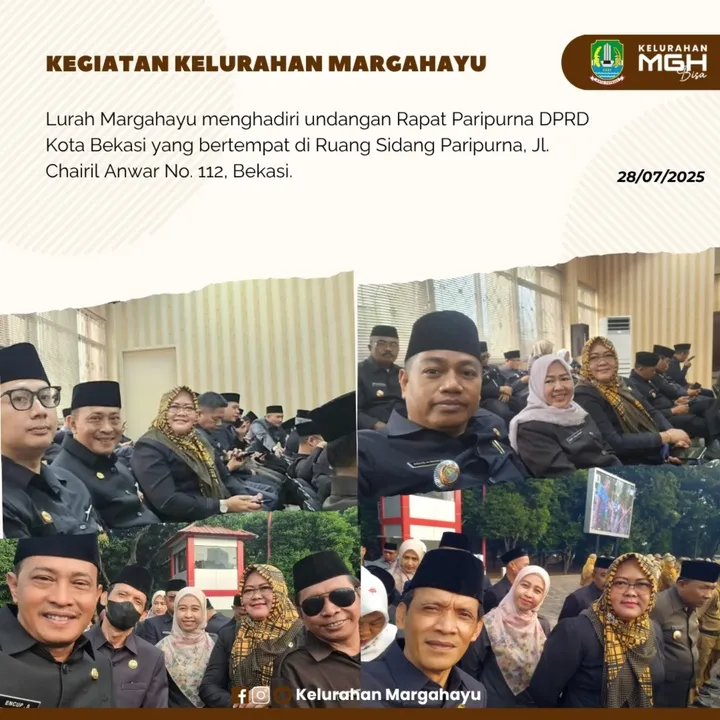 KEGIATAN KELURAHAN MARGAHAYU
KELURAHAN
MGH
Bisa
Lurah Margahayu menghadiri undangan Rapat Paripurna DPRD
Kota Bekasi yang bertempat di Ruang Sidang Paripurna, Jl.
Chairil Anwar No. 112, Bekasi.
28/07/2025
ENCUP S
Kelurahan Margahayu